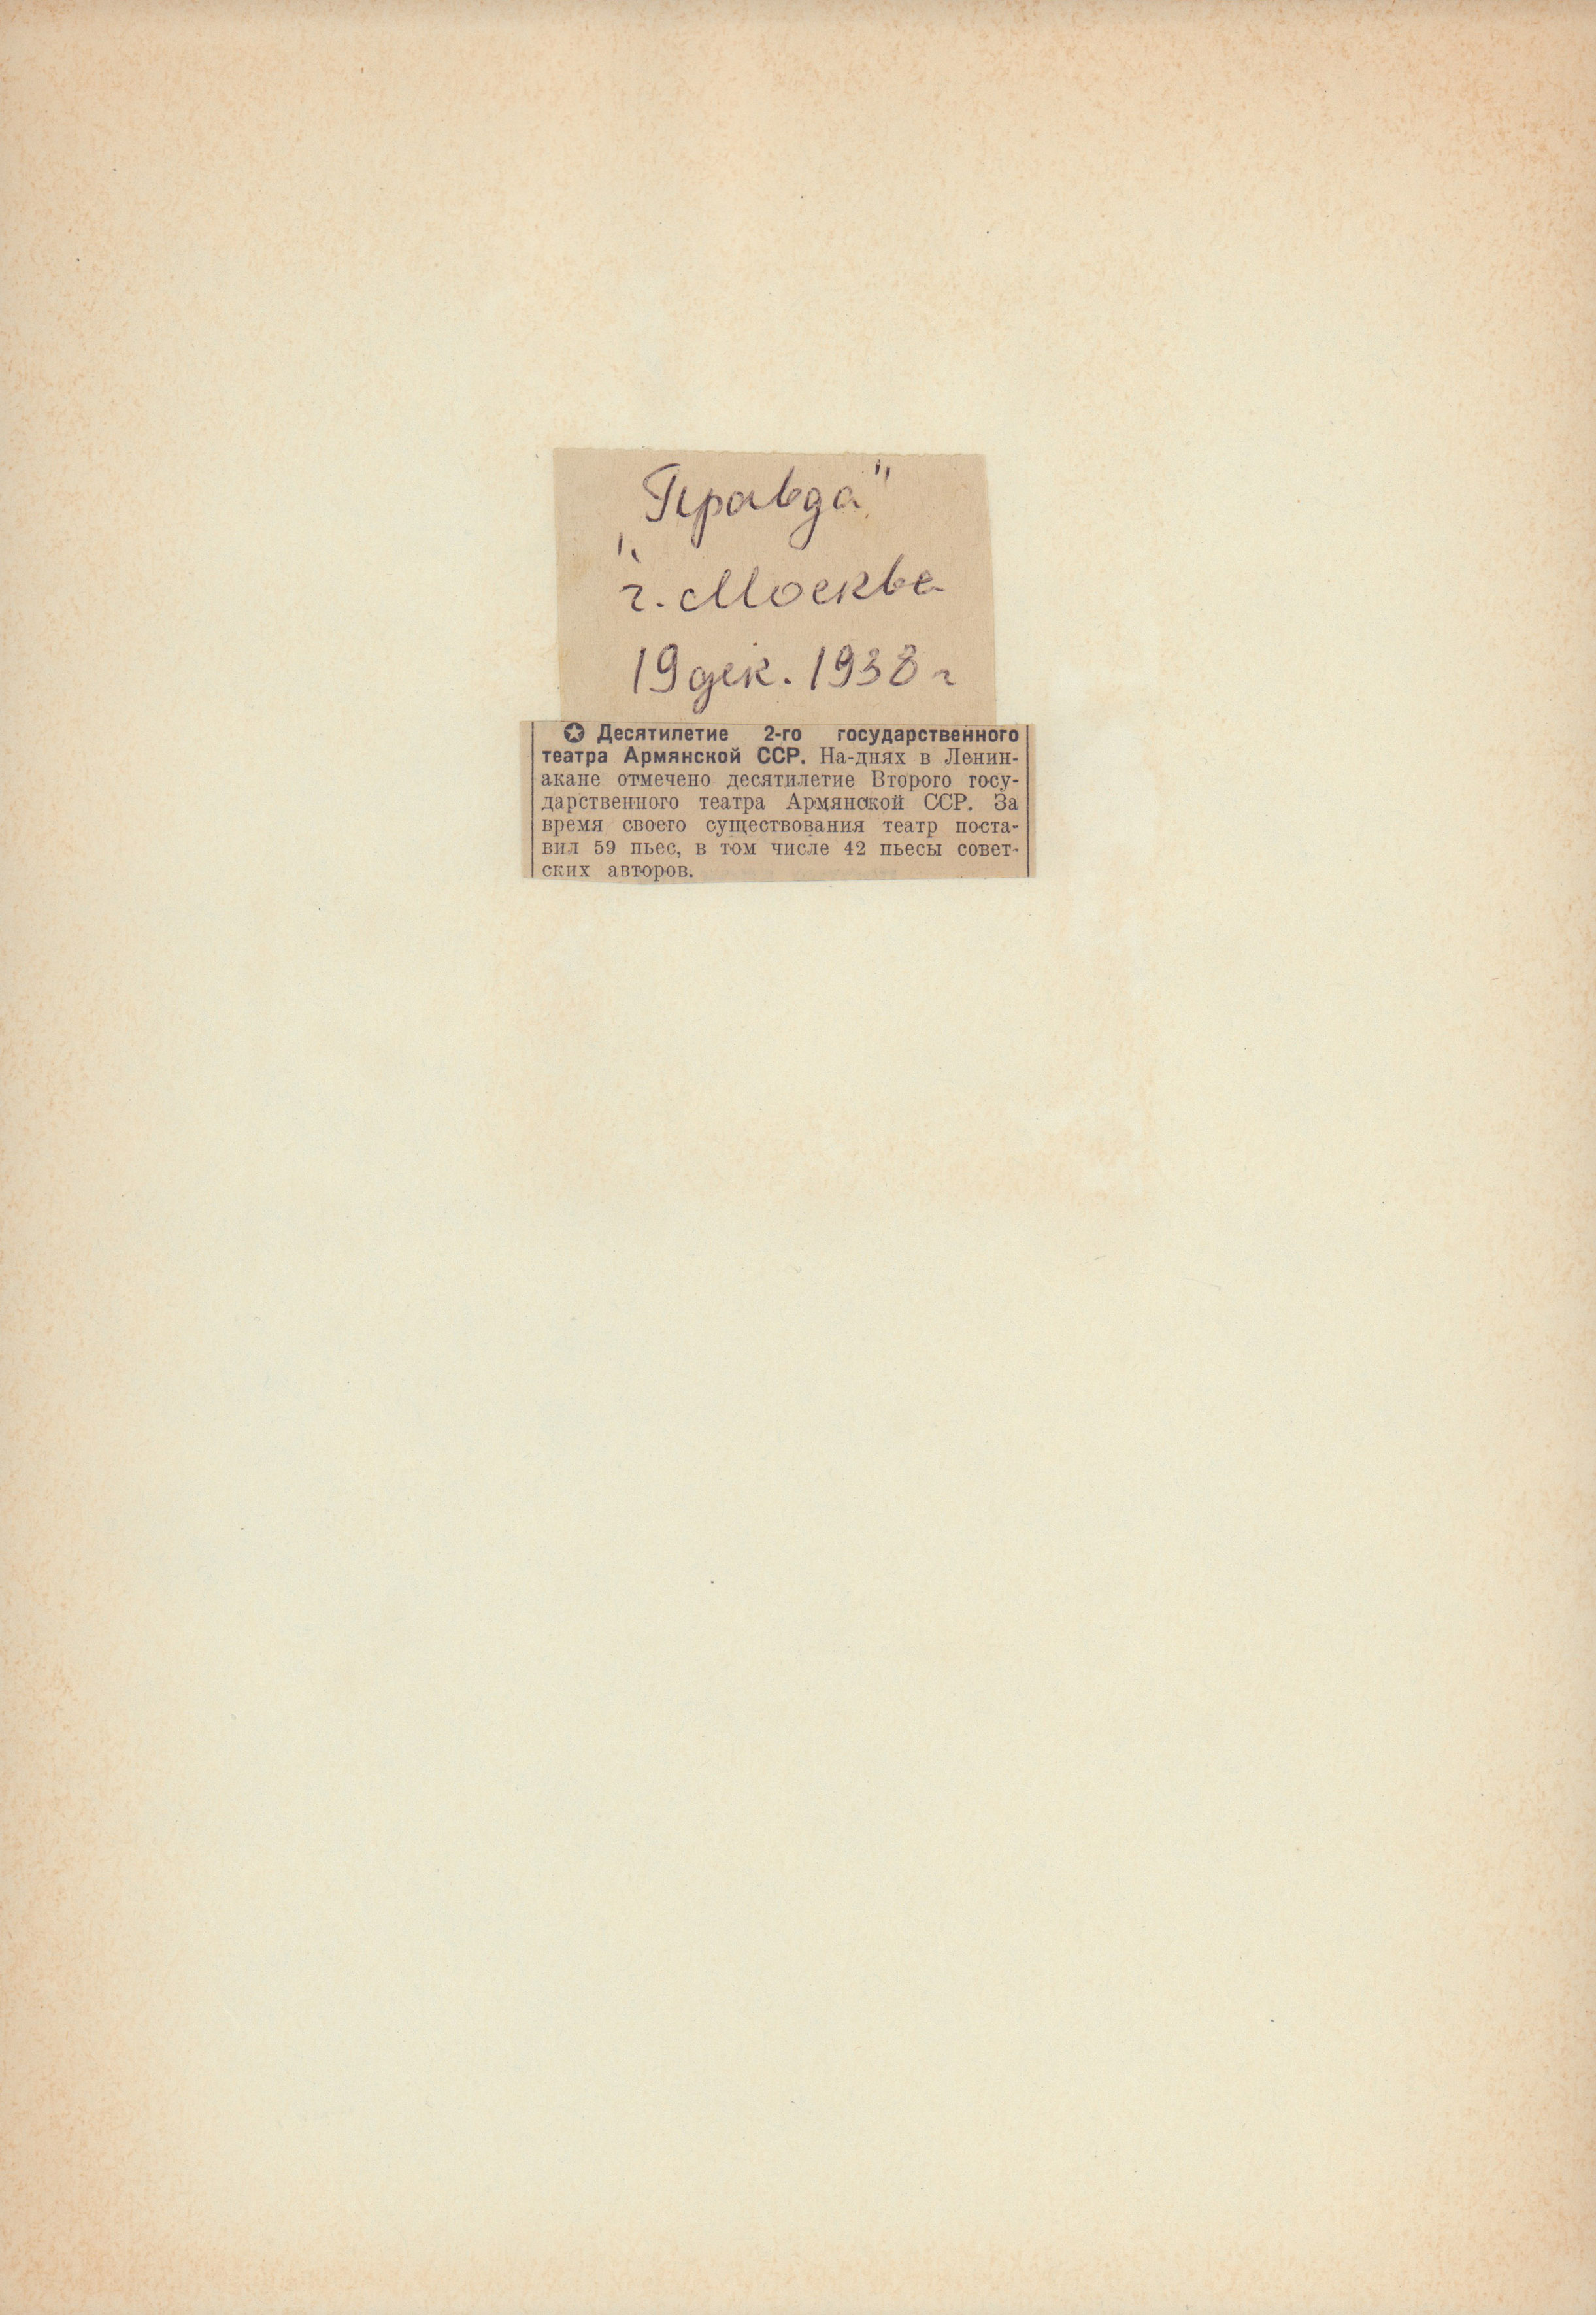 „Правда"
г. Москва
19 дек. 1938 г
✪ Десятилетие 2-го государственного
театра Армянской ССР. На-днях в Ленин-
акане отмечено десятилетие Второго госу-
дарственного театра Армянской ССР. За
время своего существования театр поста-
вил 59 пьес, в том числе 42 пьесы совет-
ских авторов.